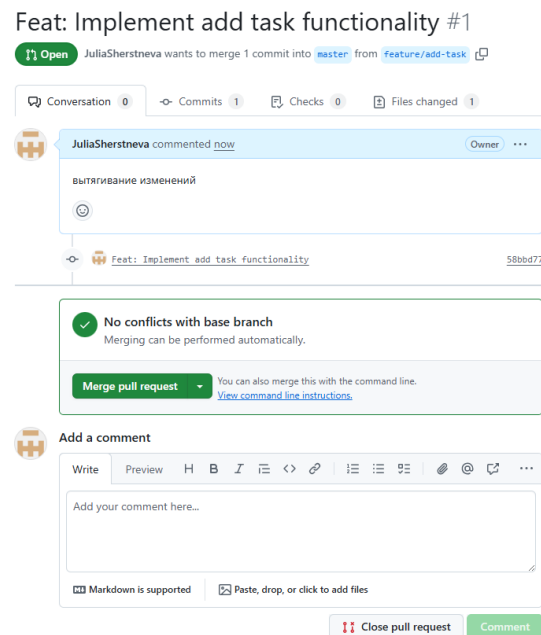 Feat: Implement add task functionality #1
Open JuliaSherstneva wants to merge 1 commit into master from feature/add-task
Conversation 0 Commits 1 Checks 0 Files changed 1
JuliaSherstneva commented now Owner
вытягивание изменений
Feat: Implement add task functionality 58bbd77
No conflicts with base branch
Merging can be performed automatically.
Merge pull request You can also merge this with the command line.
View command line instructions.
Add a comment
Write Preview
Add your comment here...
Markdown is supported Paste, drop, or click to add files
Close pull request Comment